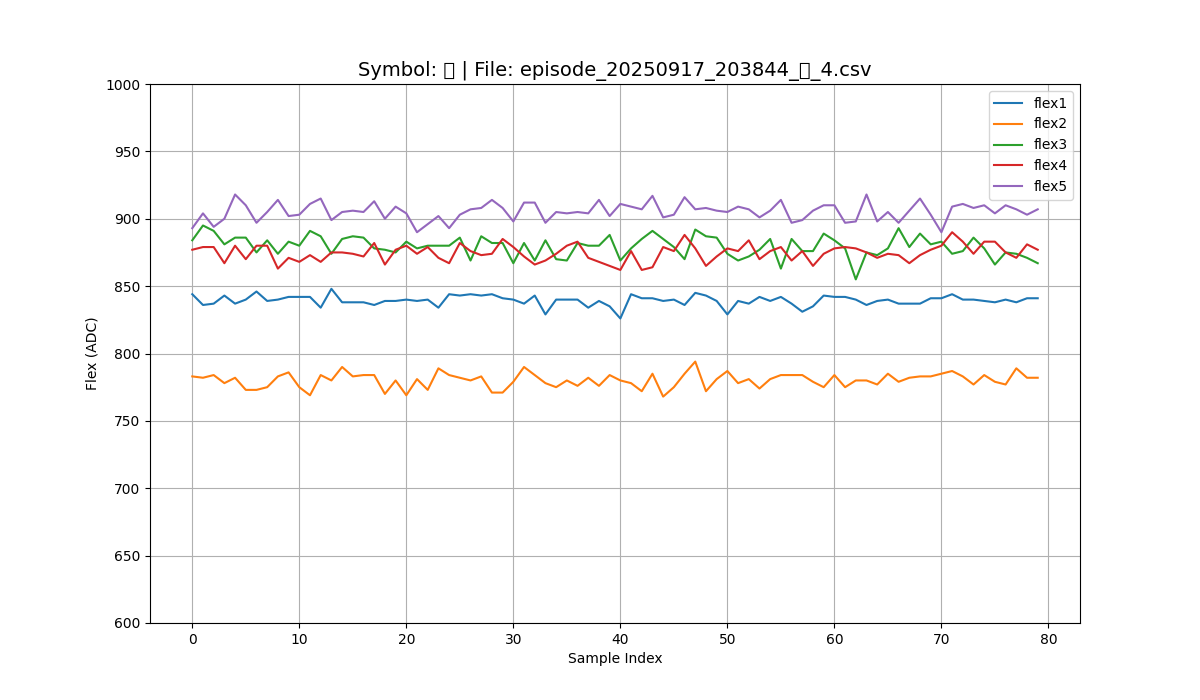 Symbol: ▯ | File: episode_20250917_203844_▯_4.csv
1000
950
900
850
800
750
700
650
600
Flex (ADC)
0 10 20 30 40 50 60 70 80
Sample Index
flex1
flex2
flex3
flex4
flex5